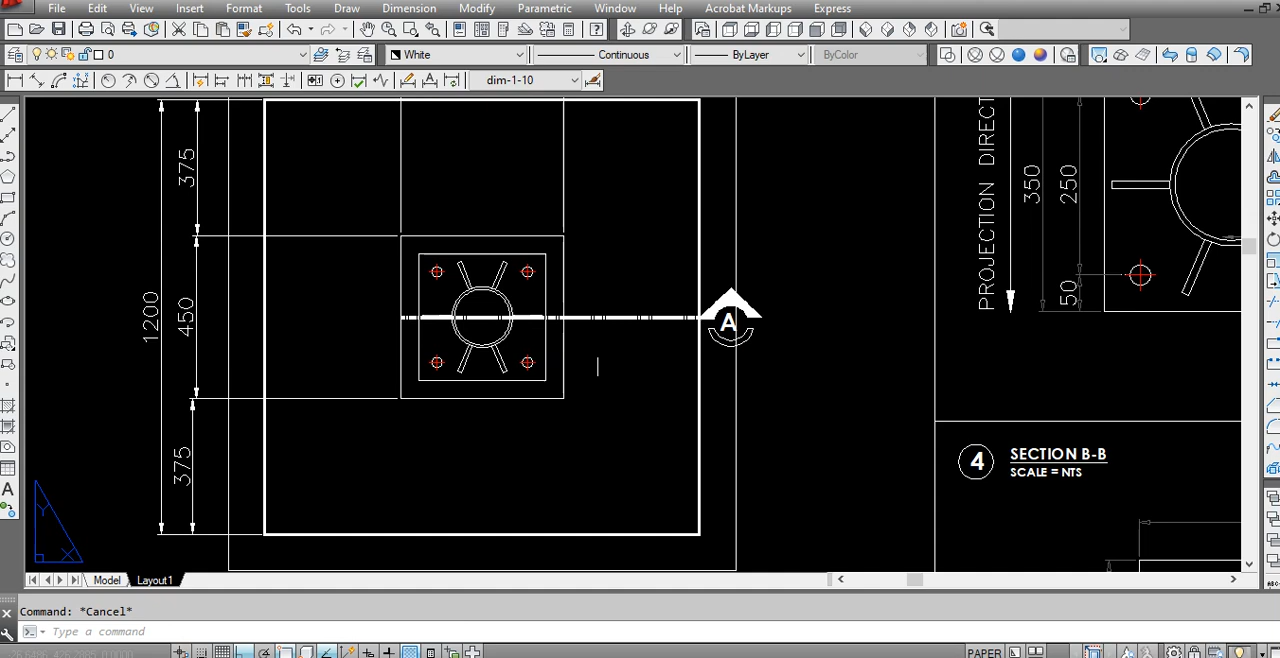 File Edit View Insert Format Tools Draw Dimension Modify Parametric Window Help Acrobat Markups Express
0 White Continuous ByLayer ByColor
dim-1-10
375
450
1200
375
A
PROJECTION DIRECT
350
250
50
4 SECTION B-B
SCALE = NTS
Y
X
Model Layout1
Command: *Cancel*
Type a command
PAPER